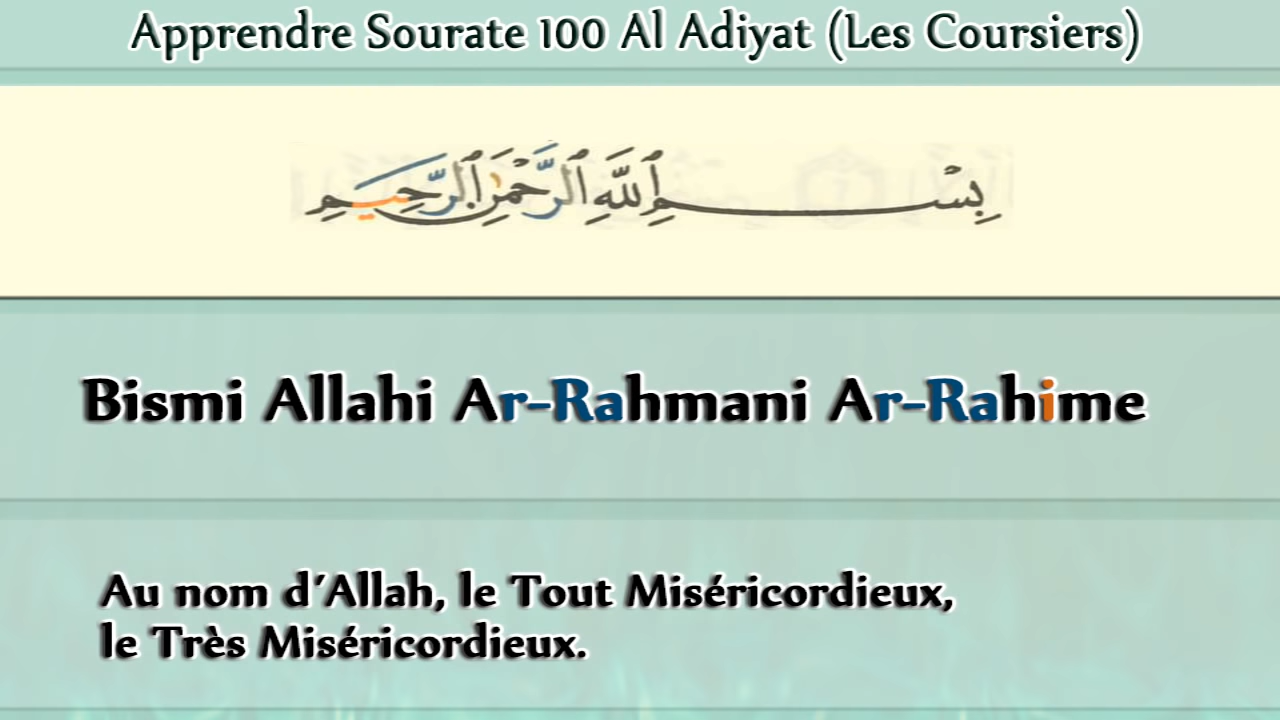 Apprendre Sourate 100 Al Adiyat (Les Coursiers)
بِسْمِ ٱللَّهِ ٱلرَّحْمَٰنِ ٱلرَّحِيمِ
Bismi Allahi Ar-Rahmani Ar-Rahime
Au nom d'Allah, le Tout Miséricordieux,
le Très Miséricordieux.